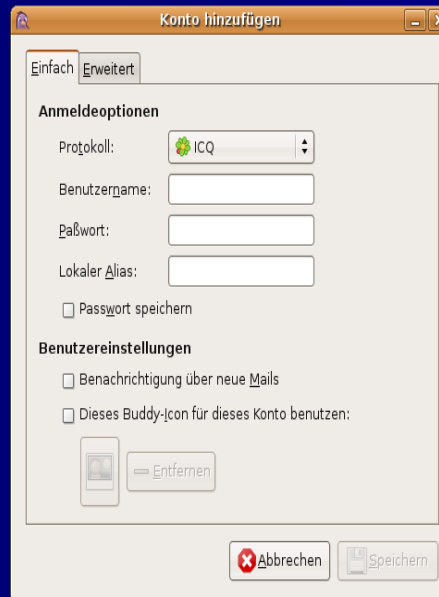 Konto hinzufügen
Einfach Erweitert
Anmeldeoptionen
Protokoll: ICQ
Benutzername:
Paßwort:
Lokaler Alias:
Passwort speichern
Benutzereinstellungen
Benachrichtigung über neue Mails
Dieses Buddy-Icon für dieses Konto benutzen:
Entfernen
Abbrechen Speichern